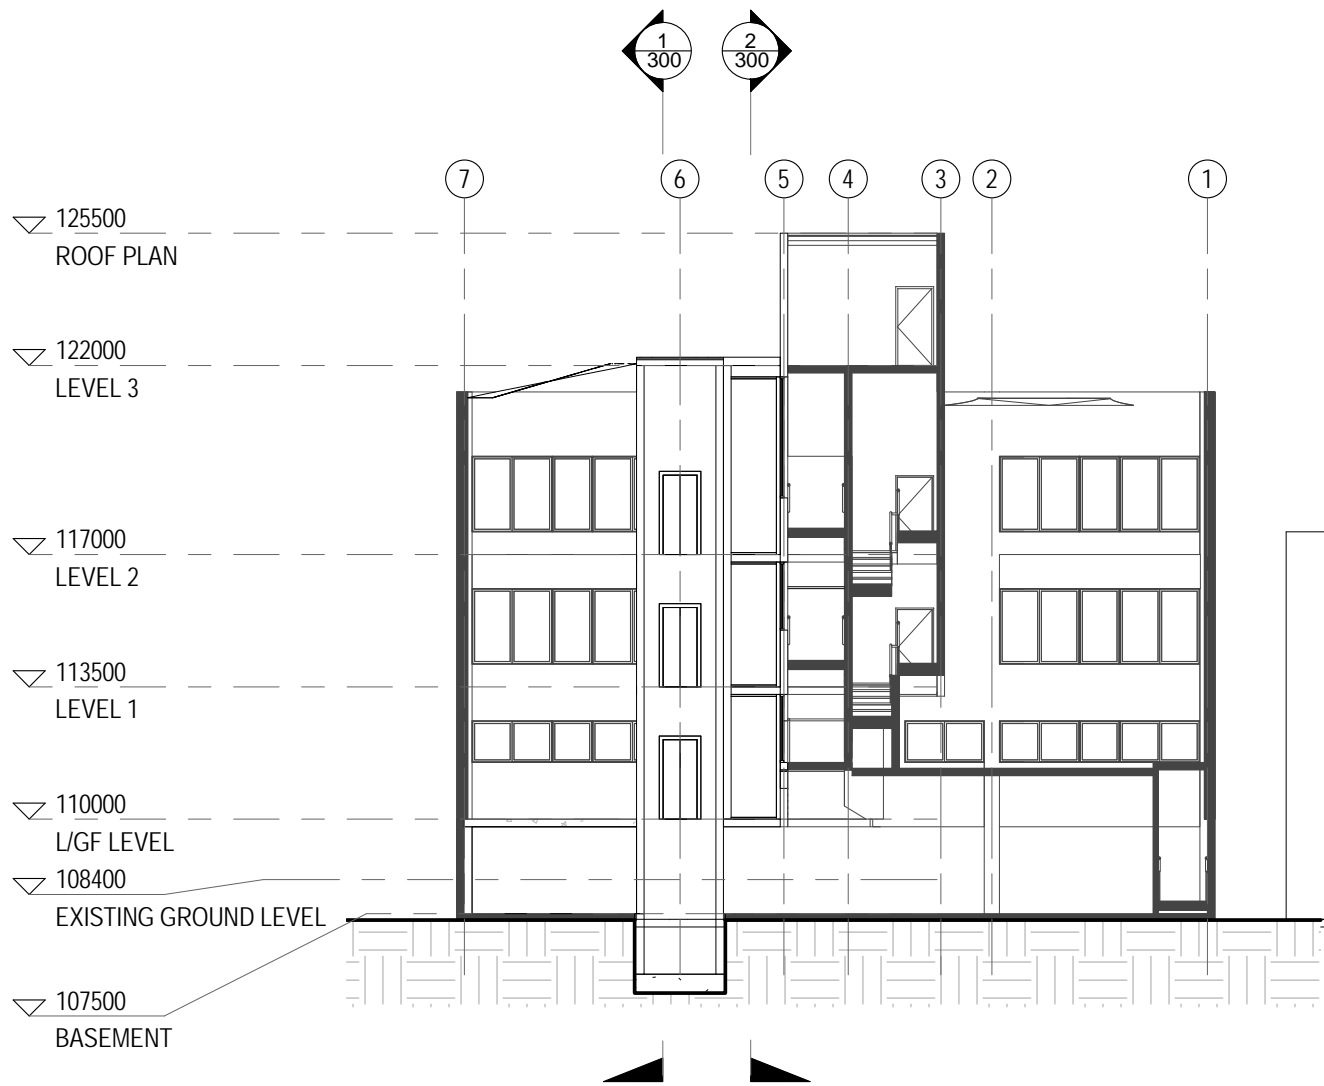 1
300
2
300
7 6 5 4 3 2 1
125500
ROOF PLAN
122000
LEVEL 3
117000
LEVEL 2
113500
LEVEL 1
110000
L/GF LEVEL
108400
EXISTING GROUND LEVEL
107500
BASEMENT